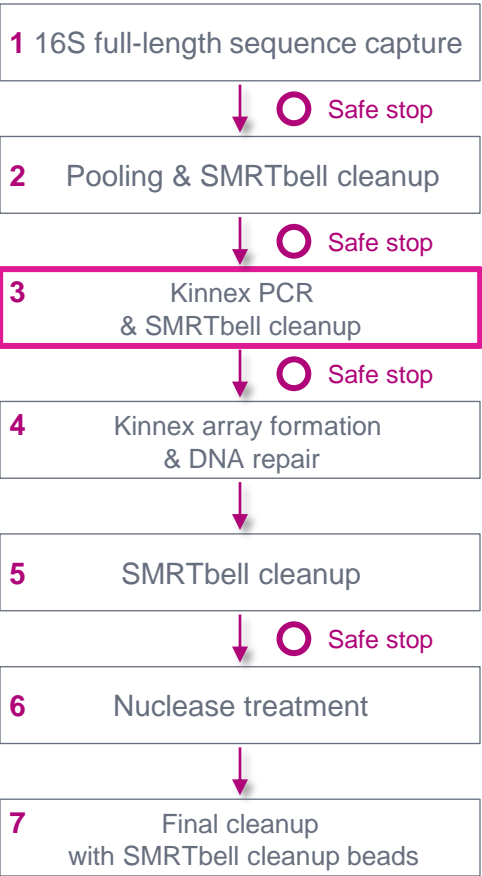 1 16S full-length sequence capture
Safe stop
2 Pooling & SMRTbell cleanup
Safe stop
3 Kinnex PCR
& SMRTbell cleanup
Safe stop
4 Kinnex array formation
& DNA repair
5 SMRTbell cleanup
Safe stop
6 Nuclease treatment
7 Final cleanup
with SMRTbell cleanup beads